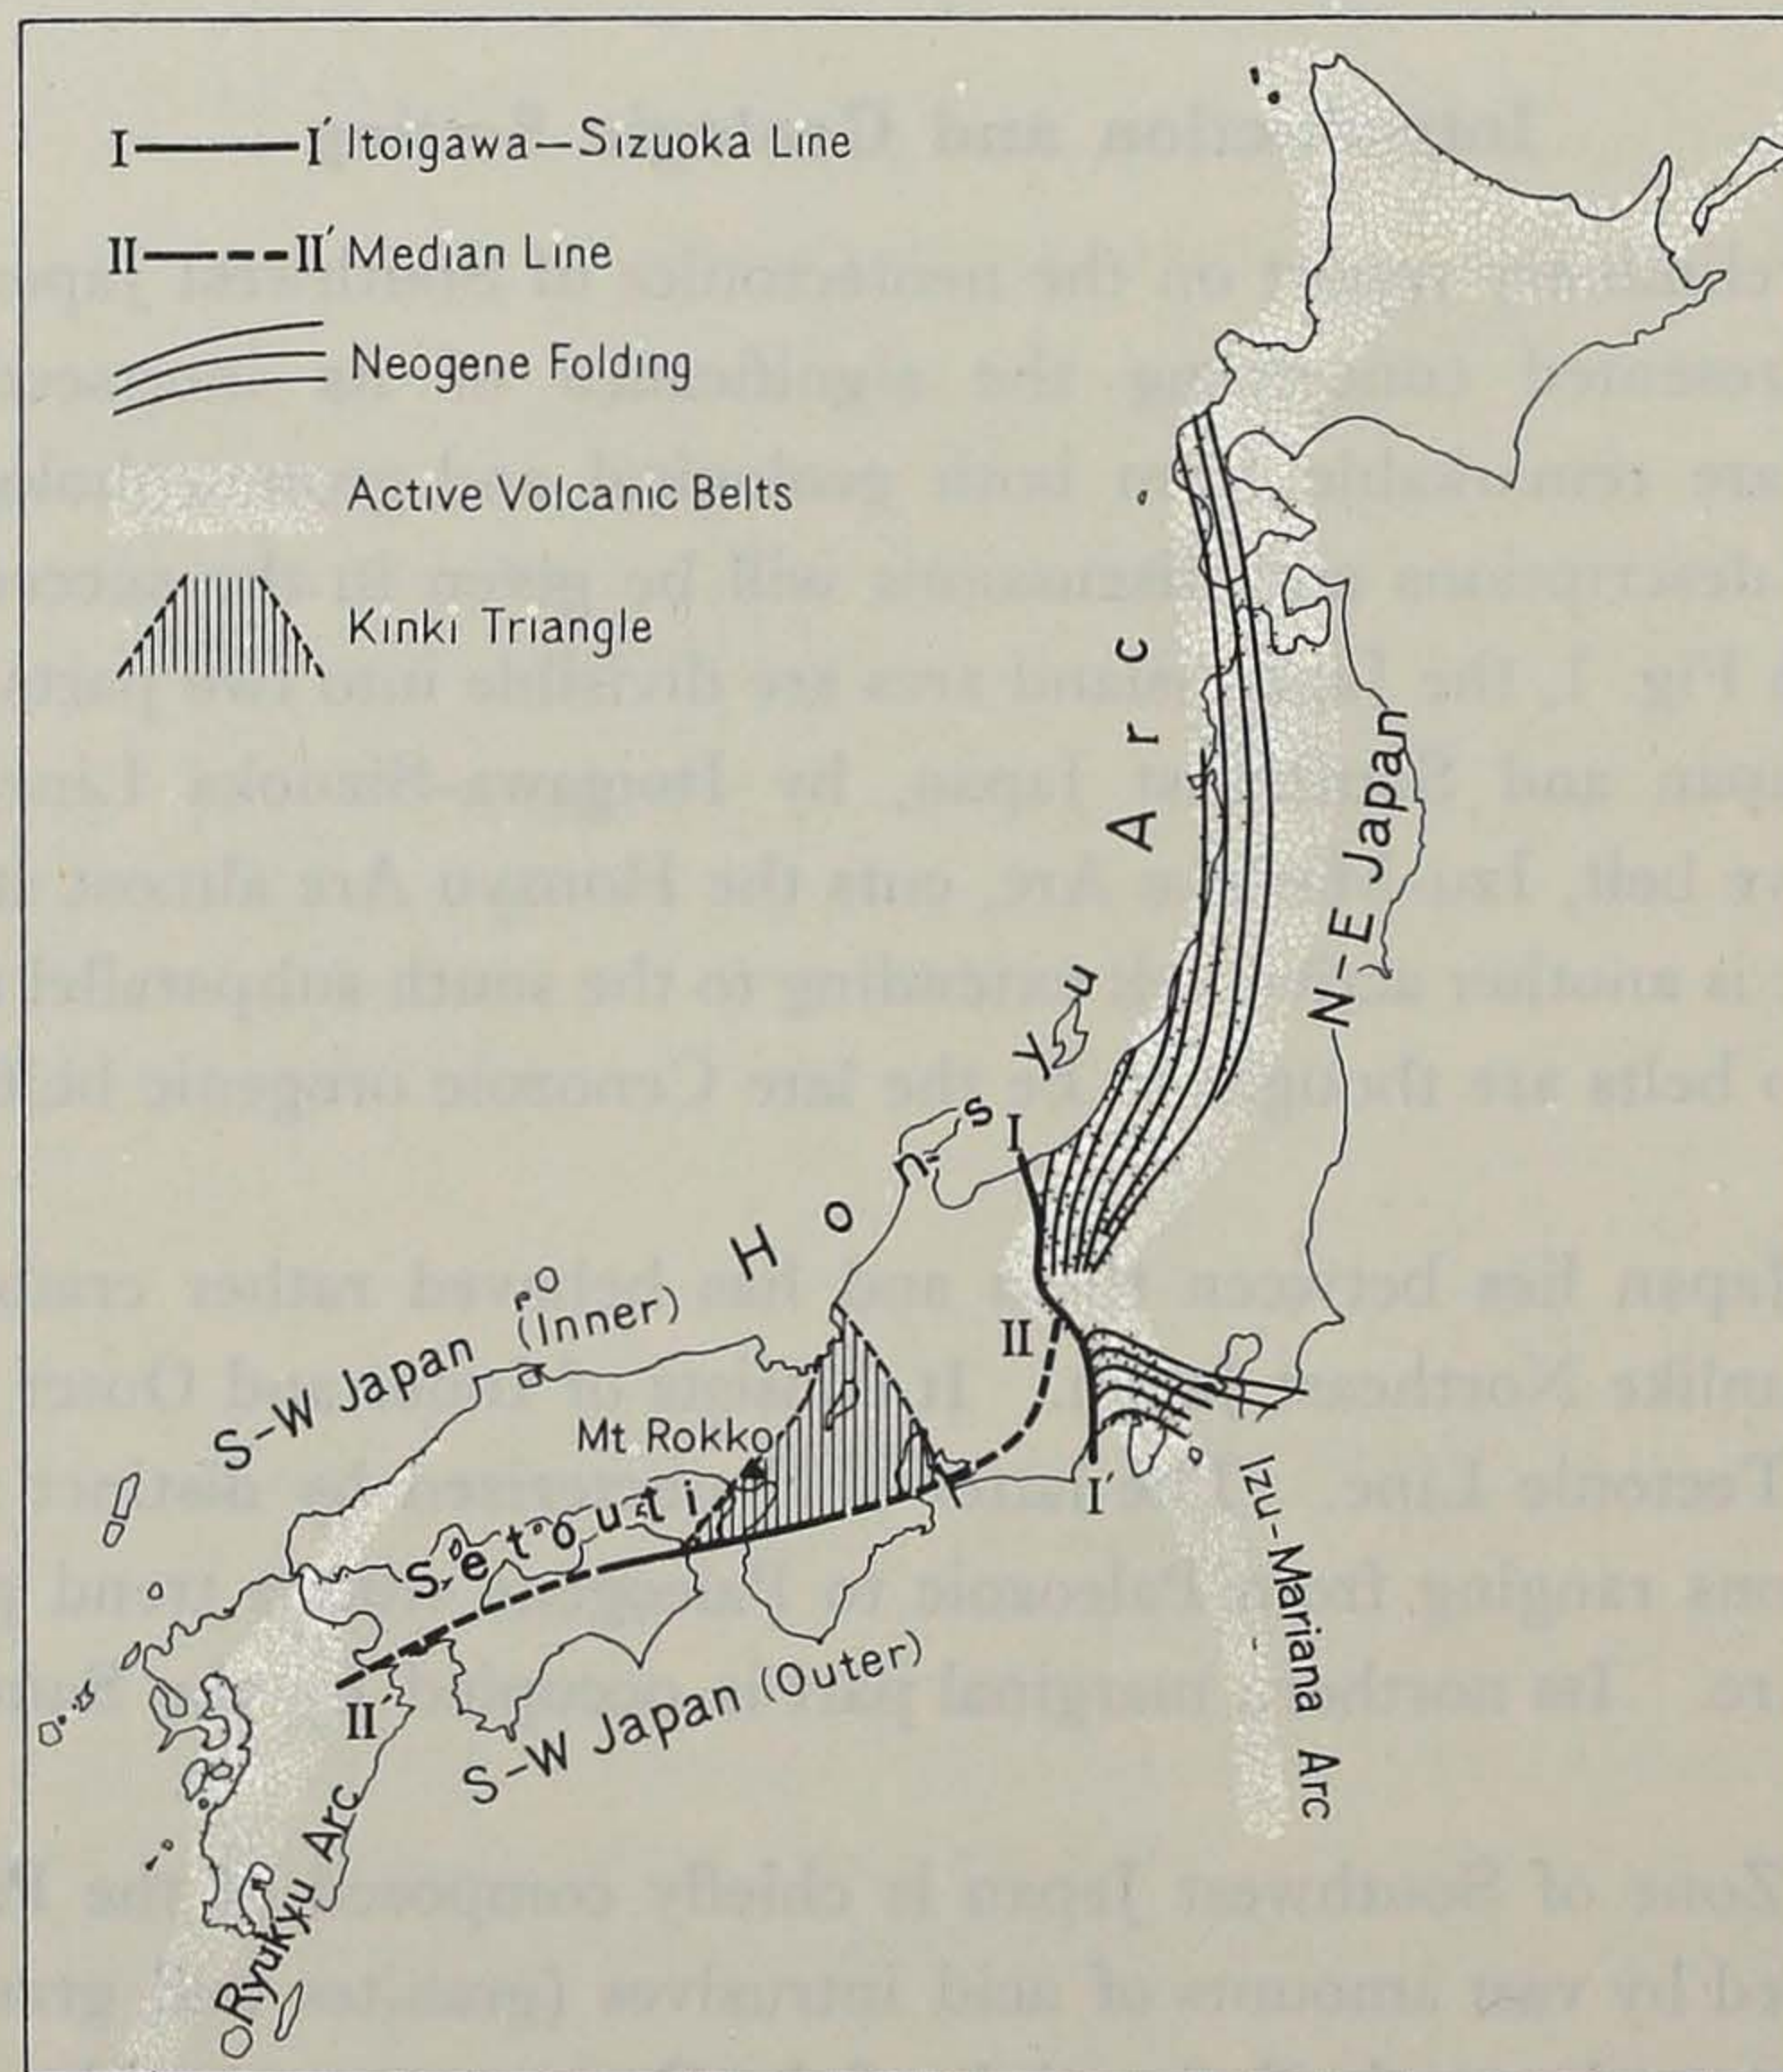 I I′ Itoigawa–Sizuoka Line
II II′ Median Line
Neogene Folding
Active Volcanic Belts
Kinki Triangle
Honsyu Arc
N-E Japan
I
II
S-W Japan (Inner)
Mt Rokko
Setouti
I′
Izu-Mariana Arc
II′
S-W Japan (Outer)
Ryukyu Arc